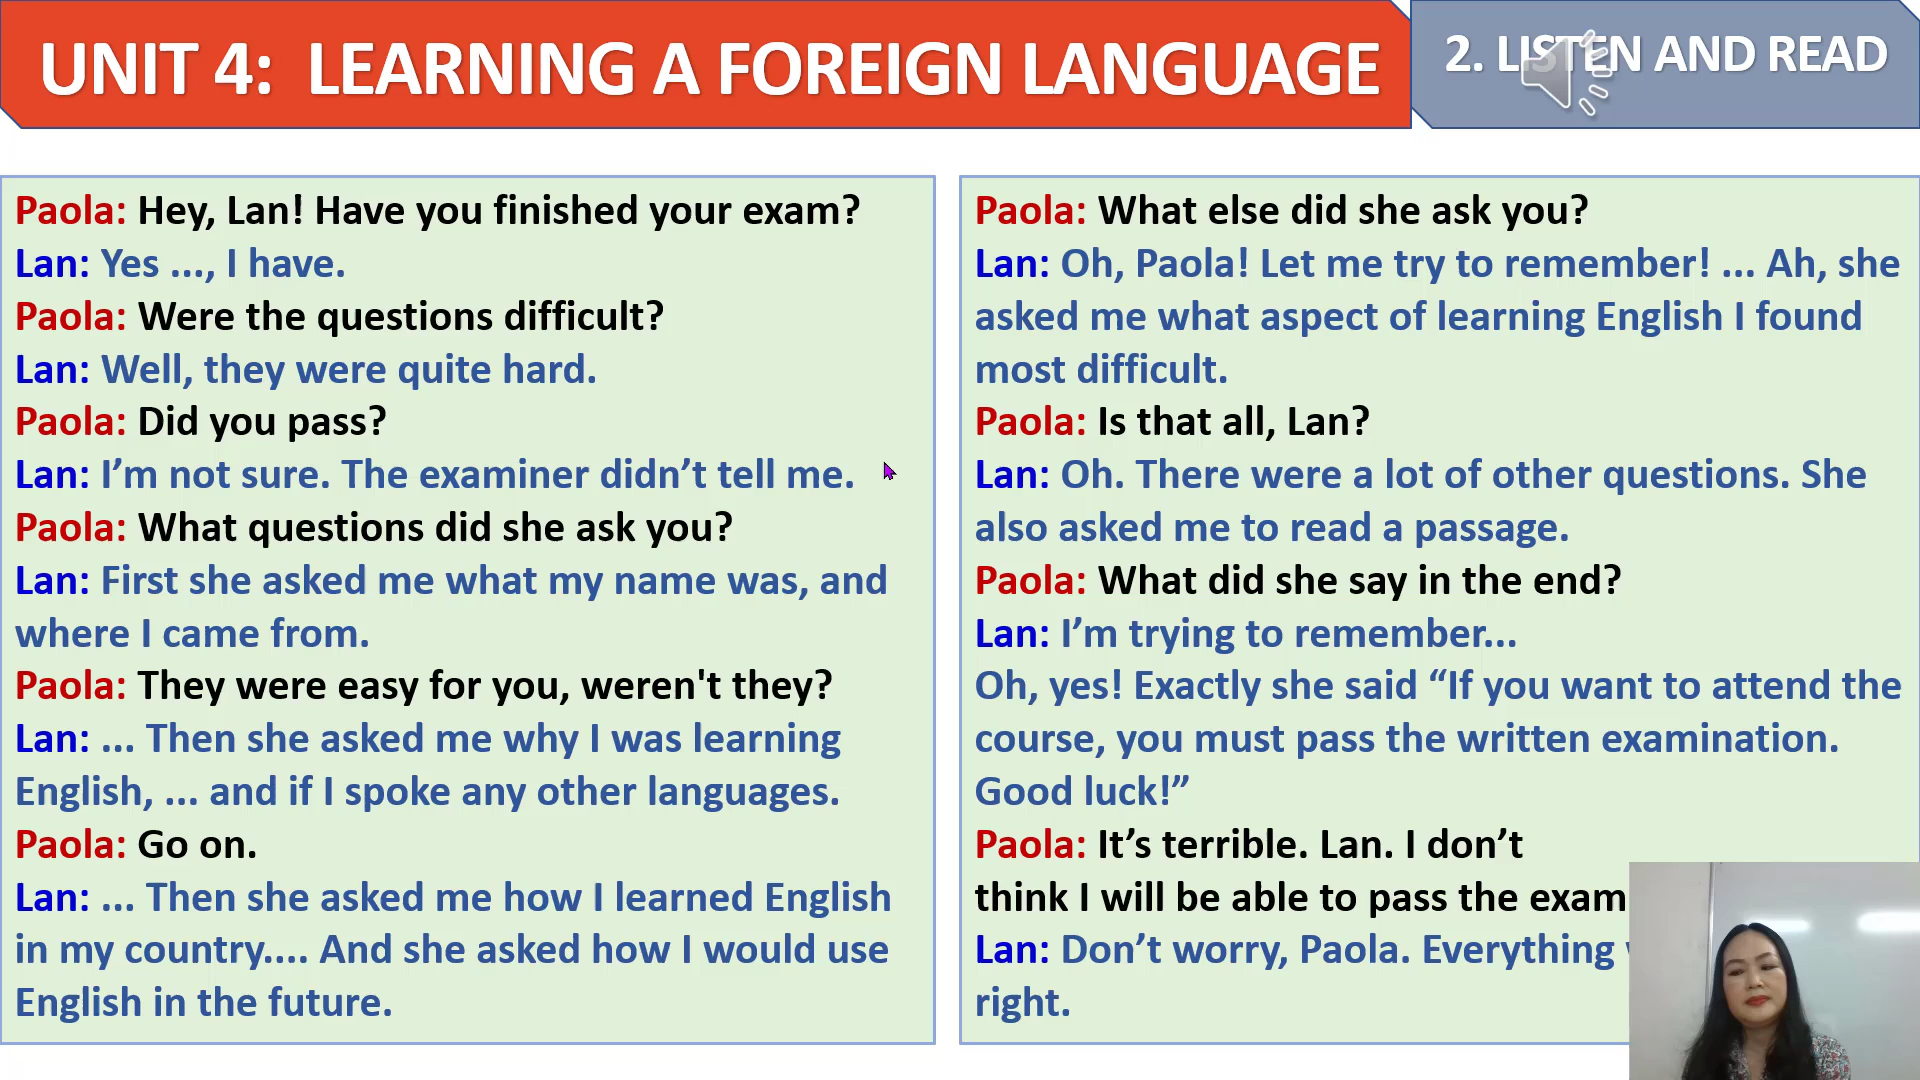 UNIT 4: LEARNING A FOREIGN LANGUAGE
2. LISTEN AND READ
Paola: Hey, Lan! Have you finished your exam?
Lan: Yes ..., I have.
Paola: Were the questions difficult?
Lan: Well, they were quite hard.
Paola: Did you pass?
Lan: I’m not sure. The examiner didn’t tell me.
Paola: What questions did she ask you?
Lan: First she asked me what my name was, and
where I came from.
Paola: They were easy for you, weren't they?
Lan: ... Then she asked me why I was learning
English, ... and if I spoke any other languages.
Paola: Go on.
Lan: ... Then she asked me how I learned English
in my country.... And she asked how I would use
English in the future.
Paola: What else did she ask you?
Lan: Oh, Paola! Let me try to remember! ... Ah, she
asked me what aspect of learning English I found
most difficult.
Paola: Is that all, Lan?
Lan: Oh. There were a lot of other questions. She
also asked me to read a passage.
Paola: What did she say in the end?
Lan: I’m trying to remember...
Oh, yes! Exactly she said “If you want to attend the
course, you must pass the written examination.
Good luck!”
Paola: It’s terrible. Lan. I don’t
think I will be able to pass the exam
Lan: Don’t worry, Paola. Everything
right.